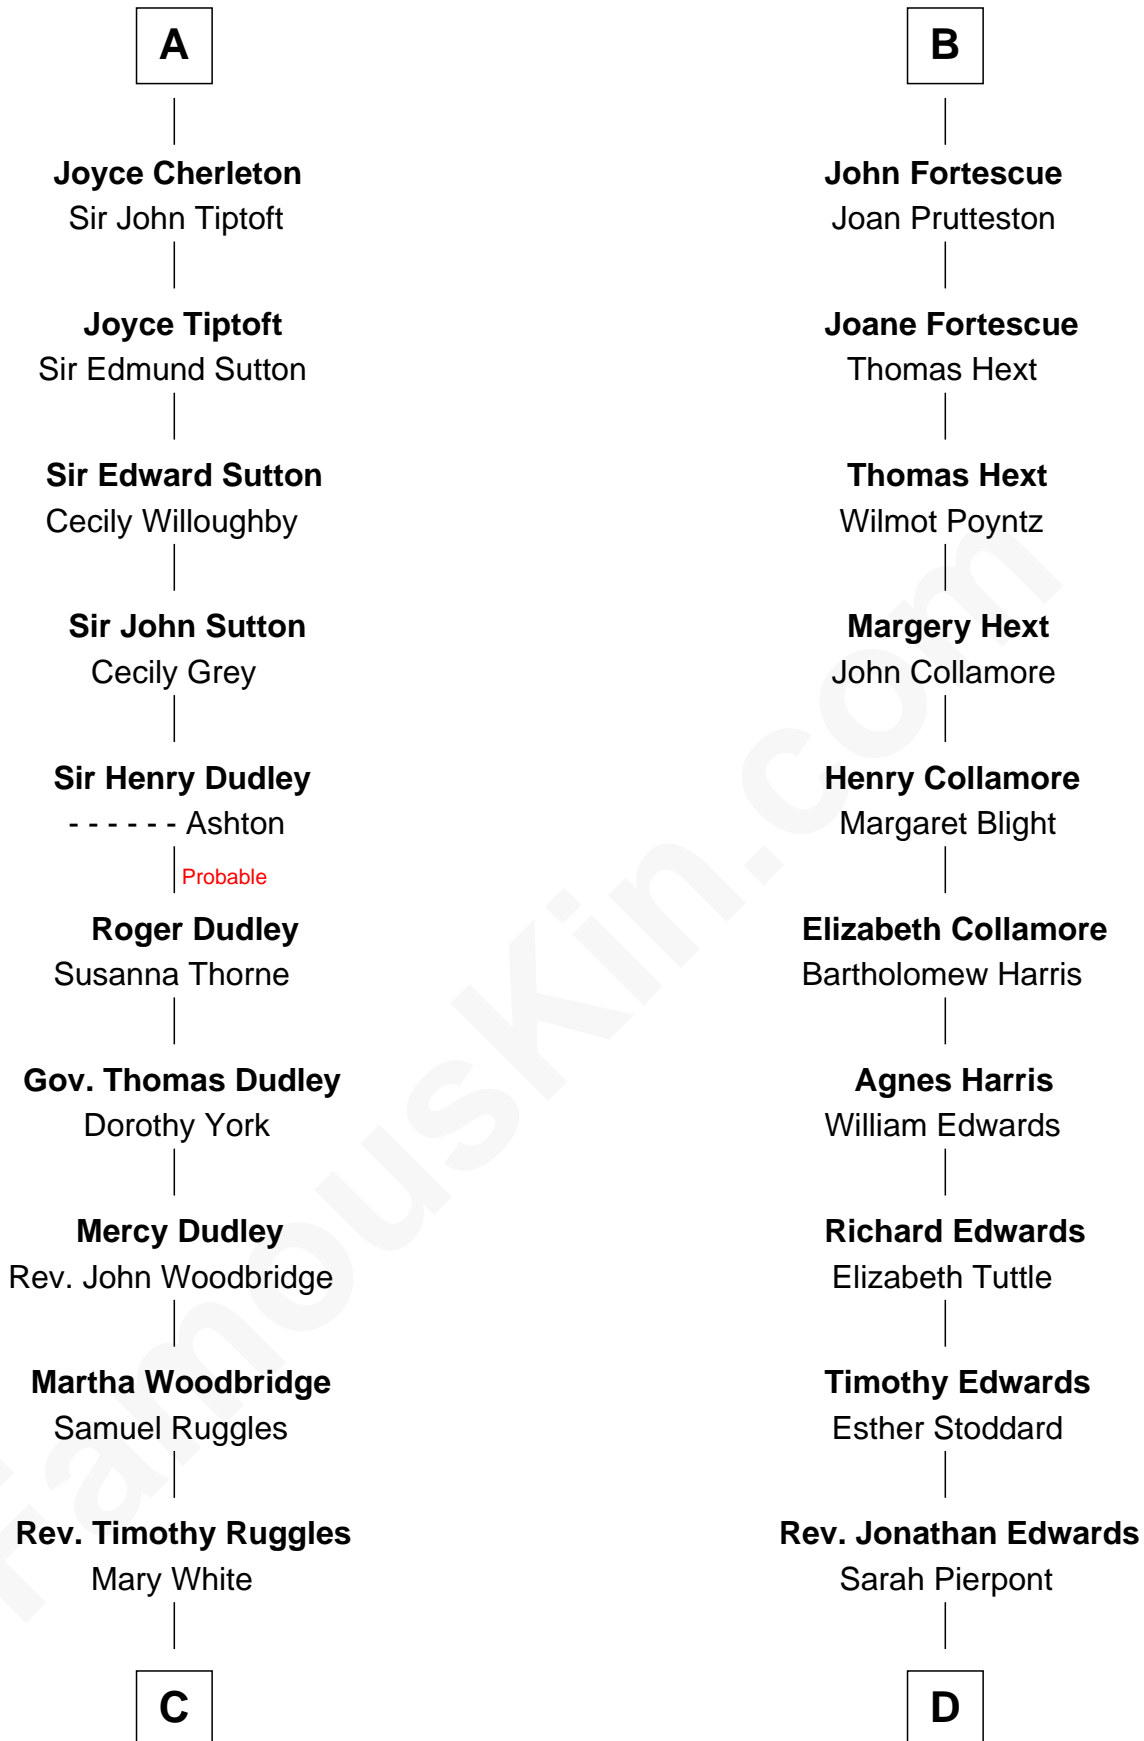 A
Joyce Cherleton
Sir John Tiptoft
Joyce Tiptoft
Sir Edmund Sutton
Sir Edward Sutton
Cecily Willoughby
Sir John Sutton
Cecily Grey
Sir Henry Dudley
- - - - - - Ashton
Probable
Roger Dudley
Susanna Thorne
Gov. Thomas Dudley
Dorothy York
Mercy Dudley
Rev. John Woodbridge
Martha Woodbridge
Samuel Ruggles
Rev. Timothy Ruggles
Mary White
C
B
John Fortescue
Joan Prutteston
Joane Fortescue
Thomas Hext
Thomas Hext
Wilmot Poyntz
Margery Hext
John Collamore
Henry Collamore
Margaret Blight
Elizabeth Collamore
Bartholomew Harris
Agnes Harris
William Edwards
Richard Edwards
Elizabeth Tuttle
Timothy Edwards
Esther Stoddard
Rev. Jonathan Edwards
Sarah Pierpont
D
FamousKin.com